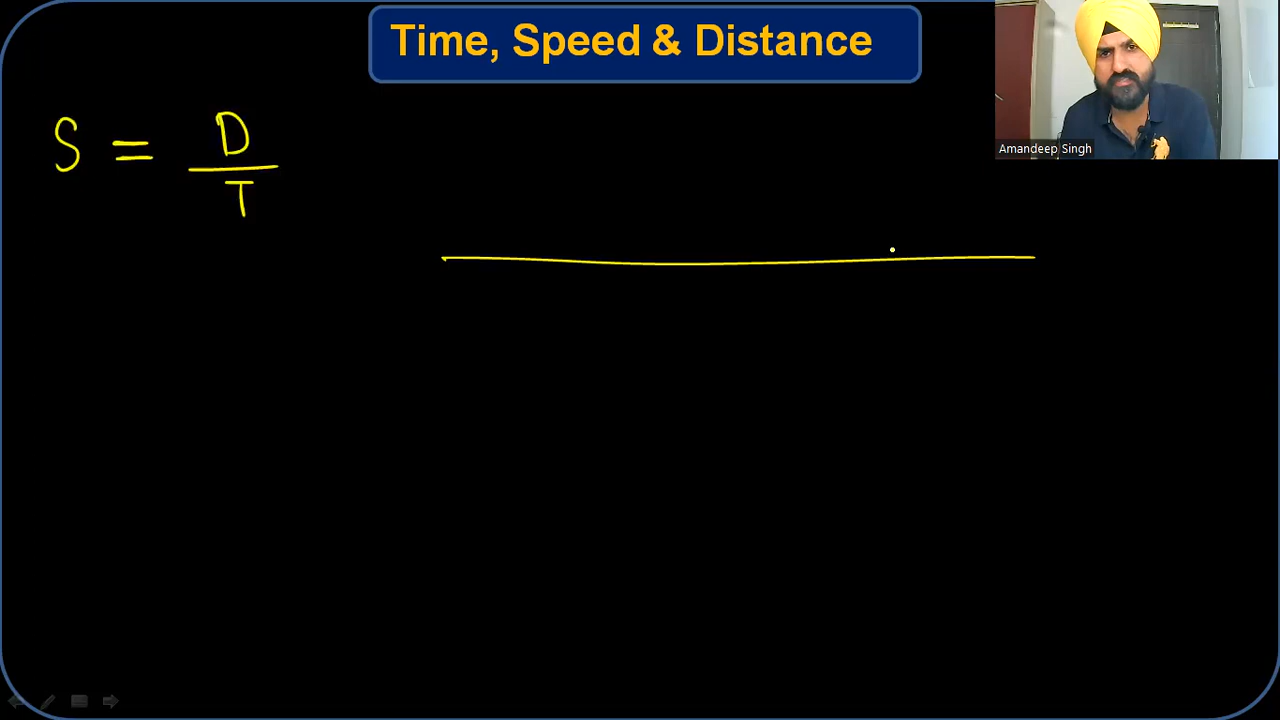 Time, Speed & Distance
Amandeep Singh
S = D
T